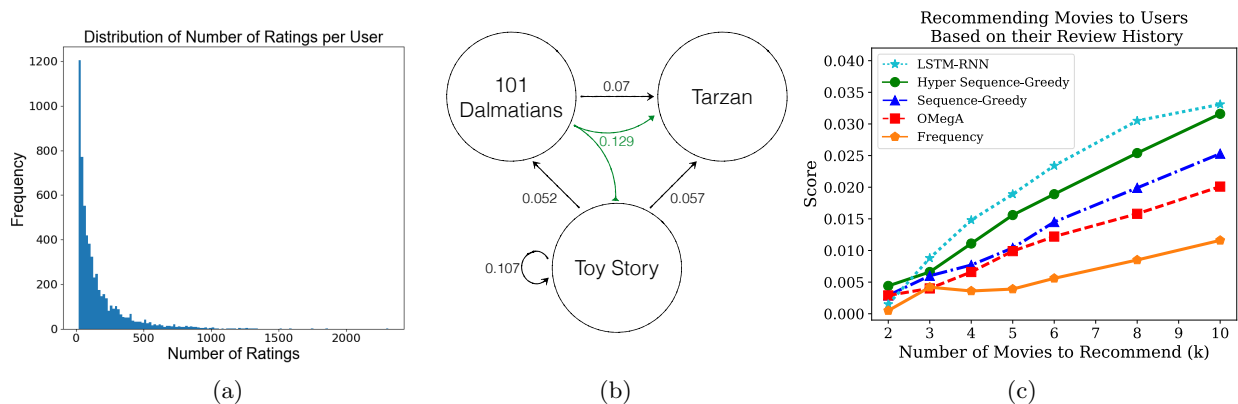 Distribution of Number of Ratings per User
1200
1000
800
600
400
200
0
Frequency
0
500
1000
1500
2000
Number of Ratings
(a)
101
Dalmatians
Tarzan
Toy Story
0.07
0.129
0.052
0.057
0.107
(b)
Recommending Movies to Users
Based on their Review History
LSTM-RNN
Hyper Sequence-Greedy
Sequence-Greedy
OMegA
Frequency
0.040
0.035
0.030
0.025
0.020
0.015
0.010
0.005
0.000
Score
2
3
4
5
6
7
8
9
10
Number of Movies to Recommend (k)
(c)